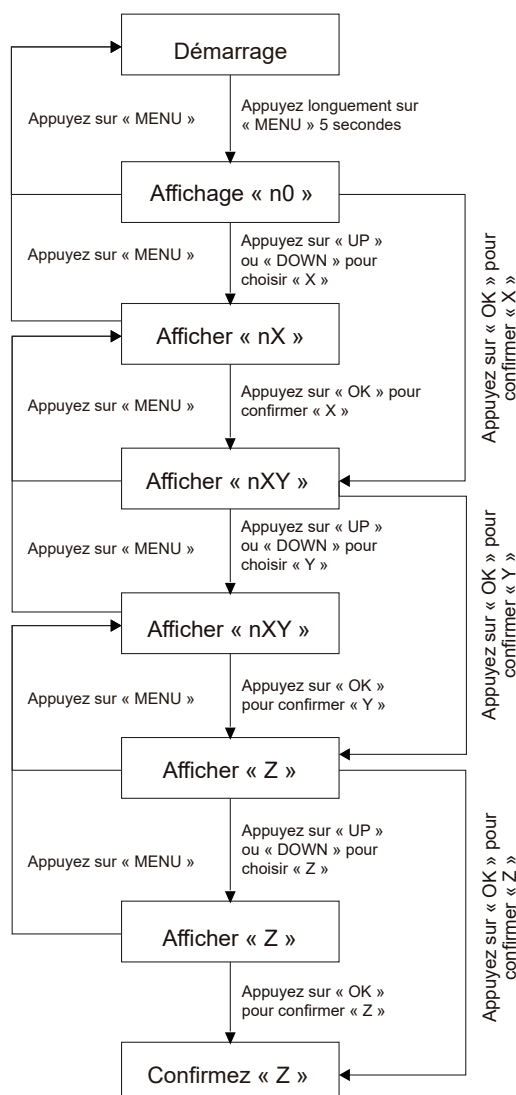 Démarrage
Appuyez sur « MENU »
Appuyez longuement sur
« MENU » 5 secondes
Affichage « n0 »
Appuyez sur « MENU »
Appuyez sur « UP »
ou « DOWN » pour
choisir « X »
Appuyez sur « OK » pour
confirmer « X »
Afficher « nX »
Appuyez sur « MENU »
Appuyez sur « OK » pour
confirmer « X »
Afficher « nXY »
Appuyez sur « MENU »
Appuyez sur « UP »
ou « DOWN » pour
choisir « Y »
Appuyez sur « OK » pour
confirmer « Y »
Afficher « nXY »
Appuyez sur « MENU »
Appuyez sur « OK »
pour confirmer « Y »
Afficher « Z »
Appuyez sur « MENU »
Appuyez sur « UP »
ou « DOWN » pour
choisir « Z »
Appuyez sur « OK » pour
confirmer « Z »
Afficher « Z »
Appuyez sur « OK »
pour confirmer « Z »
Confirmez « Z »